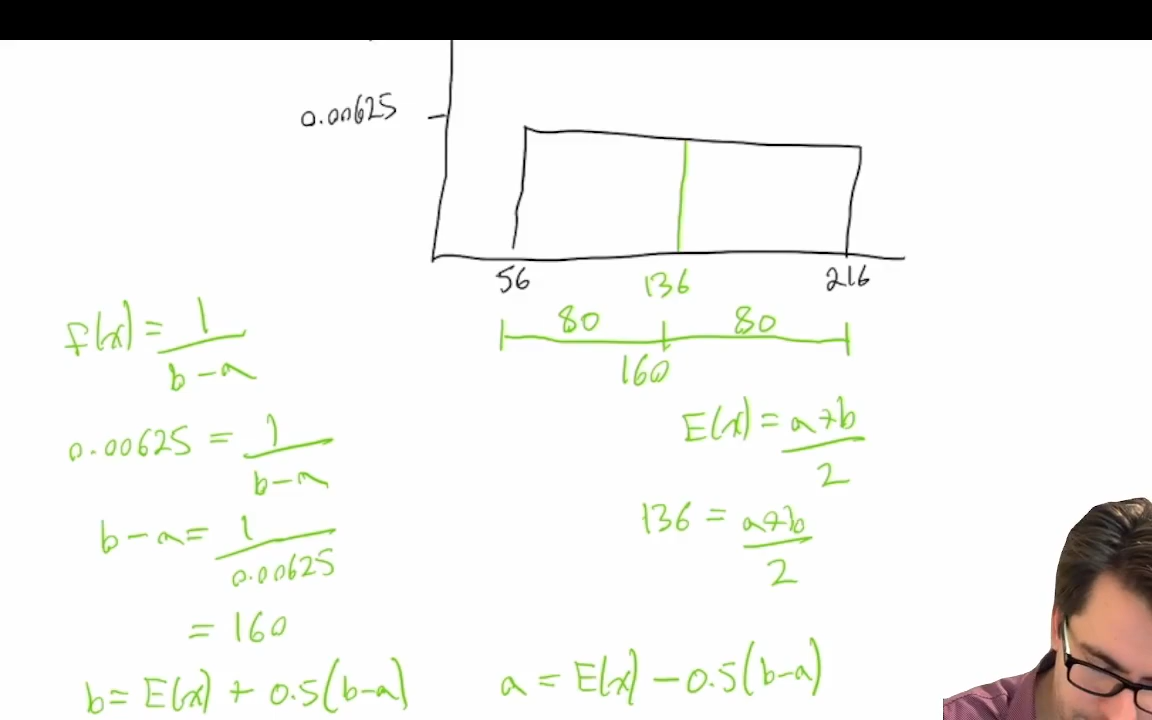 0.00625
56 136 216
80 80
160
f(x) = 1/(b-a)
0.00625 = 1/(b-a)
b-a = 1/0.00625
= 160
b = E(x) + 0.5(b-a)
E(x) = (a+b)/2
136 = (a+b)/2
a = E(x) - 0.5(b-a)